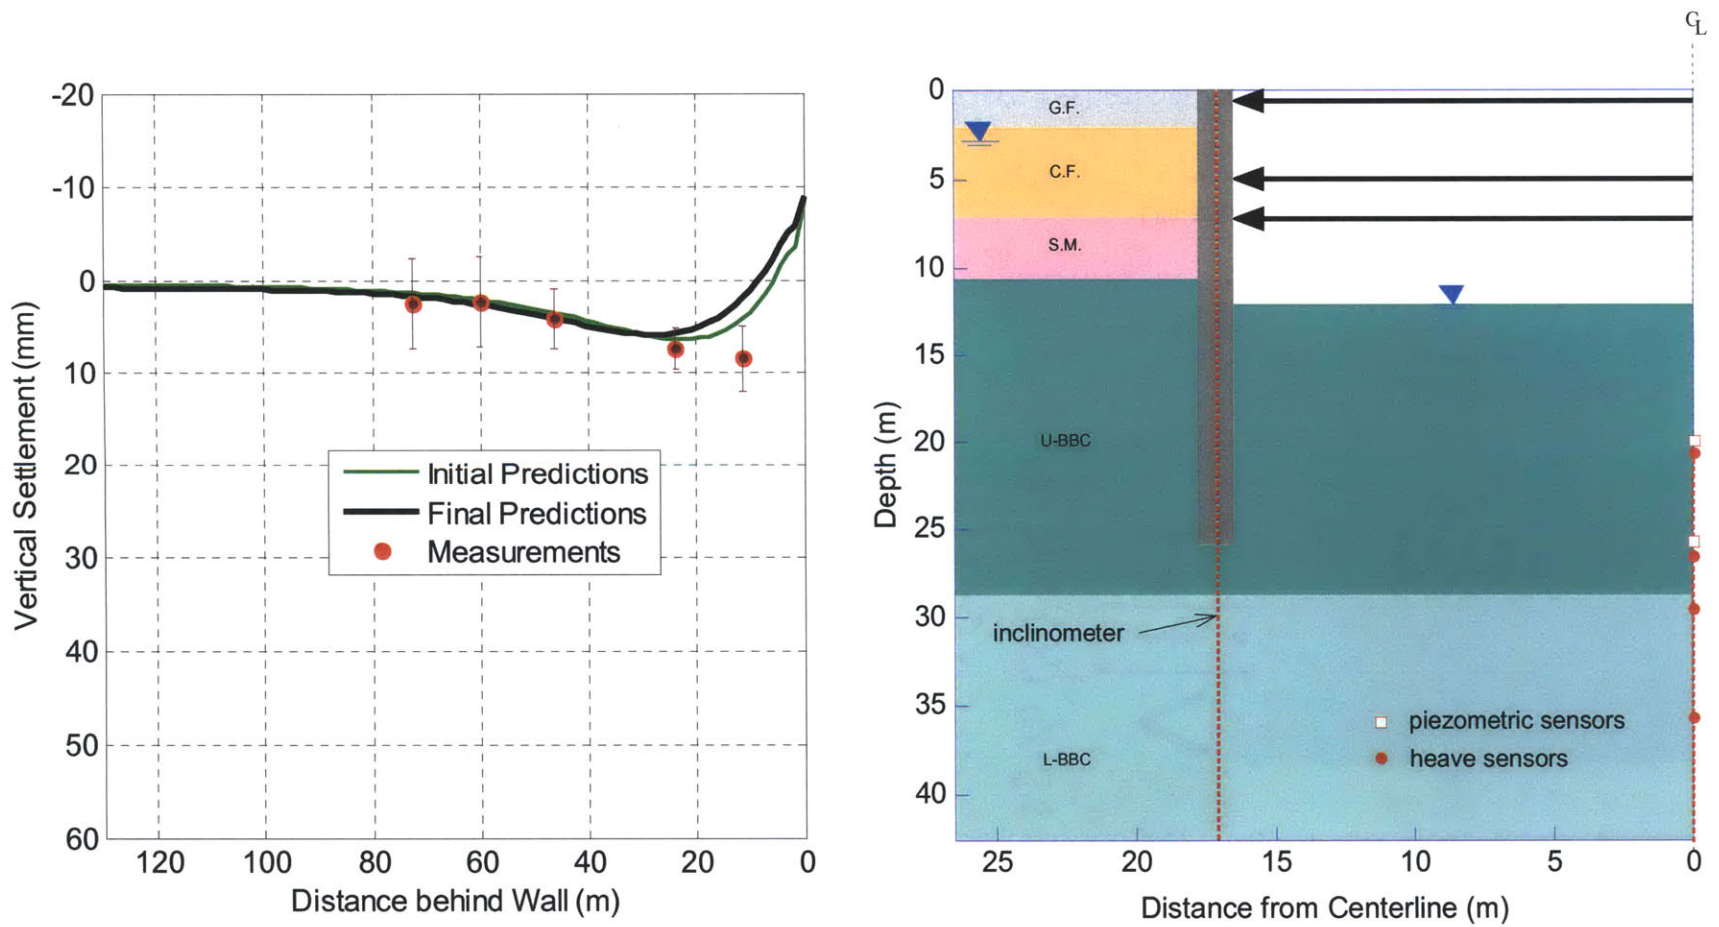 -20
-10
0
10
20
30
40
50
60
120
100
80
60
40
20
0
Vertical Settlement (mm)
Distance behind Wall (m)
Initial Predictions
Final Predictions
Measurements
CL
0
5
10
15
20
25
30
35
40
25
20
15
10
5
0
Depth (m)
Distance from Centerline (m)
G.F.
C.F.
S.M.
U-BBC
inclinometer
L-BBC
piezometric sensors
heave sensors